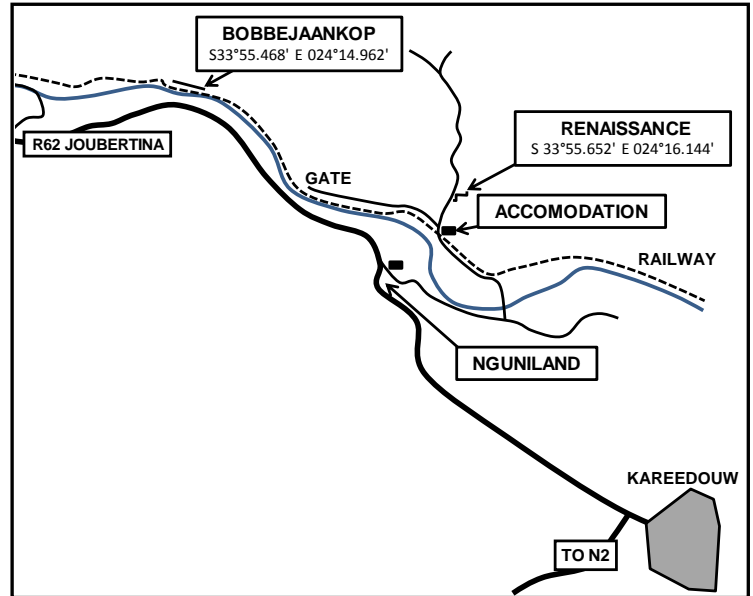 BOBBEJAANKOP
S33°55.468' E 024°14.962'
R62 JOUBERTINA
RENAISSANCE
S 33°55.652' E 024°16.144'
GATE
ACCOMODATION
RAILWAY
NGUNILAND
KAREEDOUW
TO N2